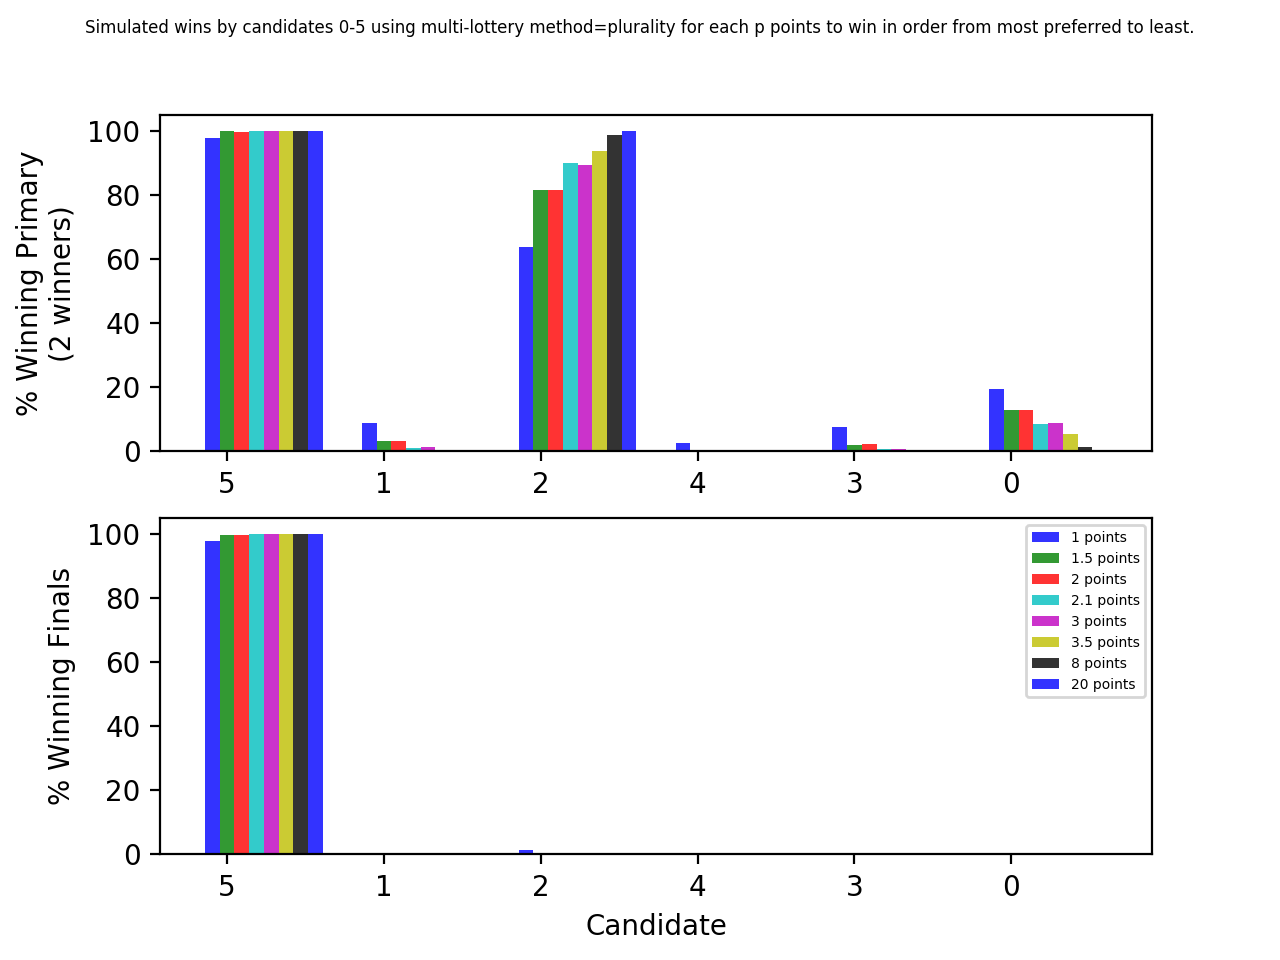 Simulated wins by candidates 0-5 using multi-lottery method=plurality for each p points to win in order from most preferred to least.
% Winning Primary
(2 winners)
100
80
60
40
20
0
5 1 2 4 3 0
% Winning Finals
100
80
60
40
20
0
1 points
1.5 points
2 points
2.1 points
3 points
3.5 points
8 points
20 points
5 1 2 4 3 0
Candidate